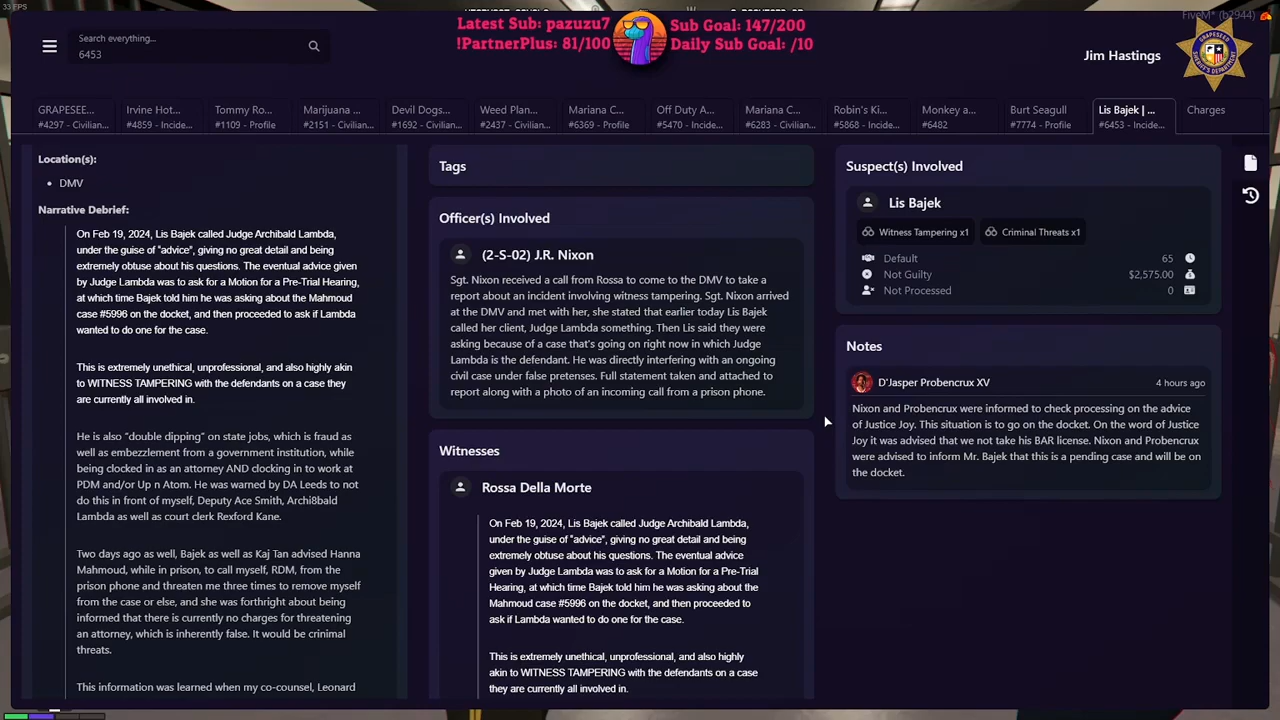 33 FPS
FiveM* (b2944)
Latest Sub: pazuzu7
Sub Goal: 147/200
!PartnerPlus: 81/100
Daily Sub Goal: /10
Search everything...
6453
Jim Hastings
GRAPESEE...
#4297 - Civilian...
Irvine Hot...
#4859 - Incide...
Tommy Ro...
#1109 - Profile
Marijuana ...
#2151 - Civilian...
Devil Dogs...
#1692 - Civilian...
Weed Plan...
#2437 - Civilian...
Mariana C...
#6369 - Profile
Off Duty A...
#5470 - Incide...
Mariana C...
#6283 - Civilian...
Robin's Ki...
#5868 - Incide...
Monkey a...
#6482
Burt Seagull
#7774 - Profile
Lis Bajek | ...
#6453 - Incide...
Charges
Location(s):
• DMV
Narrative Debrief:
On Feb 19, 2024, Lis Bajek called Judge Archibald Lambda,
under the guise of "advice", giving no great detail and being
extremely obtuse about his questions. The eventual advice given
by Judge Lambda was to ask for a Motion for a Pre-Trial Hearing,
at which time Bajek told him he was asking about the Mahmoud
case #5996 on the docket, and then proceeded to ask if Lambda
wanted to do one for the case.
This is extremely unethical, unprofessional, and also highly akin
to WITNESS TAMPERING with the defendants on a case they
are currently all involved in.
He is also "double dipping" on state jobs, which is fraud as
well as embezzlement from a government institution, while
being clocked in as an attorney AND clocking in to work at
PDM and/or Up n Atom. He was warned by DA Leeds to not
do this in front of myself, Deputy Ace Smith, Archi8bald
Lambda as well as court clerk Rexford Kane.
Two days ago as well, Bajek as well as Kaj Tan advised Hanna
Mahmoud, while in prison, to call myself, RDM, from the
prison phone and threaten me three times to remove myself
from the case or else, and she was forthright about being
informed that there is currently no charges for threatening
an attorney, which is inherently false. It would be crinimal
threats.
This information was learned when my co-counsel, Leonard
Tags
Officer(s) Involved
(2-S-02) J.R. Nixon
Sgt. Nixon received a call from Rossa to come to the DMV to take a
report about an incident involving witness tampering. Sgt. Nixon arrived
at the DMV and met with her, she stated that earlier today Lis Bajek
called her client, Judge Lambda something. Then Lis said they were
asking because of a case that's going on right now in which Judge
Lambda is the defendant. He was directly interfering with an ongoing
civil case under false pretenses. Full statement taken and attached to
report along with a photo of an incoming call from a prison phone.
Witnesses
Rossa Della Morte
On Feb 19, 2024, Lis Bajek called Judge Archibald Lambda,
under the guise of "advice", giving no great detail and being
extremely obtuse about his questions. The eventual advice
given by Judge Lambda was to ask for a Motion for a Pre-Trial
Hearing, at which time Bajek told him he was asking about the
Mahmoud case #5996 on the docket, and then proceeded to
ask if Lambda wanted to do one for the case.
This is extremely unethical, unprofessional, and also highly
akin to WITNESS TAMPERING with the defendants on a case
they are currently all involved in.
Suspect(s) Involved
Lis Bajek
Witness Tampering x1
Criminal Threats x1
Default
65
Not Guilty
$2,575.00
Not Processed
0
Notes
D'Jasper Probencrux XV
4 hours ago
Nixon and Probencrux were informed to check processing on the advice
of Justice Joy. This situation is to go on the docket. On the word of Justice
Joy it was advised that we not take his BAR license. Nixon and Probencrux
were advised to inform Mr. Bajek that this is a pending case and will be on
the docket.